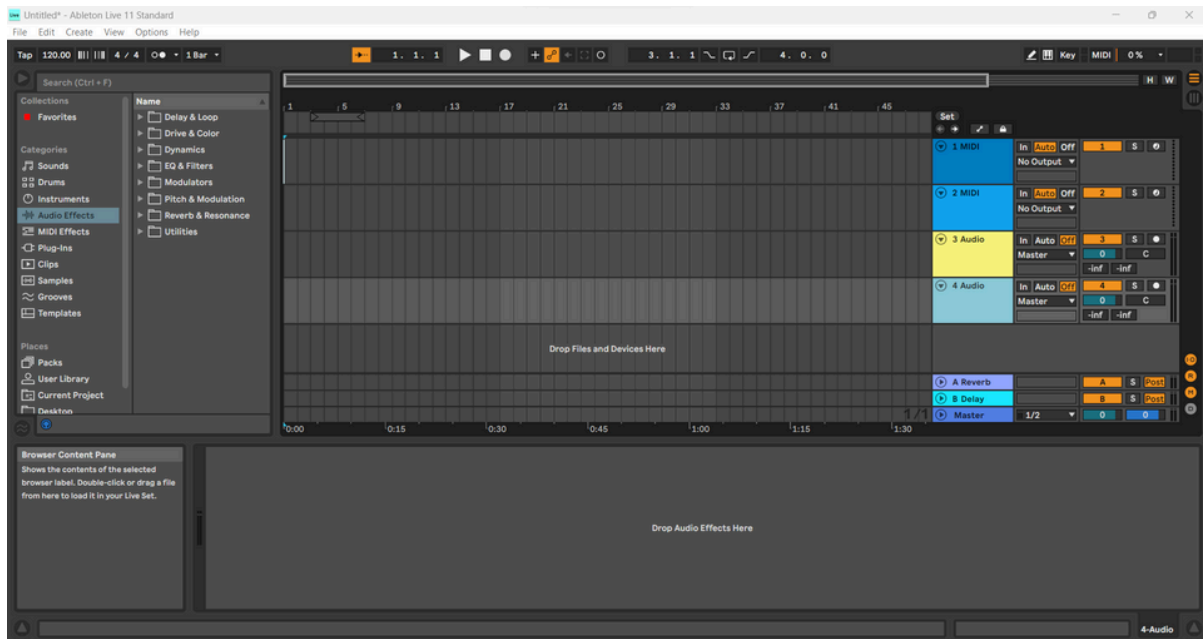 Untitled* - Ableton Live 11 Standard
File Edit Create View Options Help
Tap 120.00 4 / 4 1 Bar 1. 1. 1 3. 1. 1 4. 0. 0 Key MIDI 0 %
Search (Ctrl + F)
H W
Collections
Favorites
Categories
Sounds
Drums
Instruments
Audio Effects
MIDI Effects
Plug-Ins
Clips
Samples
Grooves
Templates
Places
Packs
User Library
Current Project
Desktop
Name
Delay & Loop
Drive & Color
Dynamics
EQ & Filters
Modulators
Pitch & Modulation
Reverb & Resonance
Utilities
1 5 9 13 17 21 25 29 33 37 41 45
Set
1 MIDI In Auto Off 1 S
No Output
2 MIDI In Auto Off 2 S
No Output
3 Audio In Auto Off 3 S
Master 0 C
-inf -inf
4 Audio In Auto Off 4 S
Master 0 C
-inf -inf
Drop Files and Devices Here
A Reverb A S Post
B Delay B S Post
1/1 Master 1/2 0 0
0:00 0:15 0:30 0:45 1:00 1:15 1:30
Browser Content Pane
Shows the contents of the selected
browser label. Double-click or drag a file
from here to load it in your Live Set.
Drop Audio Effects Here
4-Audio